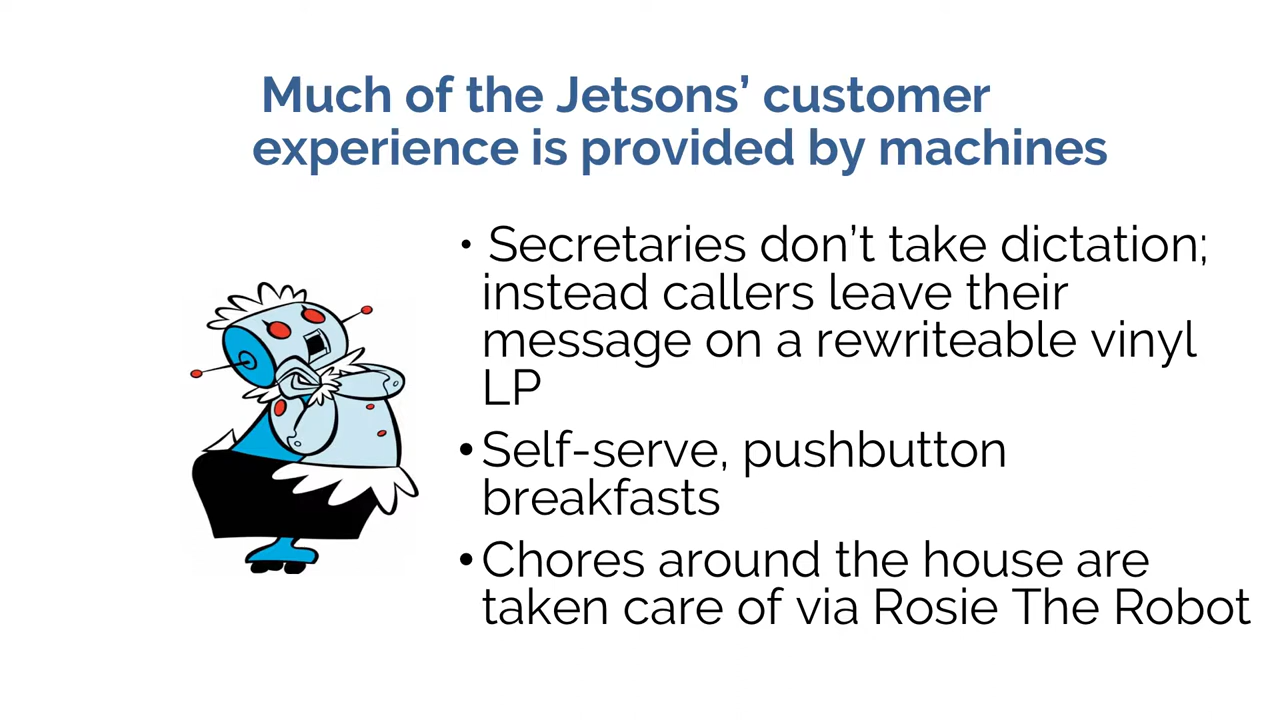 Much of the Jetsons’ customer
experience is provided by machines
• Secretaries don’t take dictation;
instead callers leave their
message on a rewriteable vinyl
LP
• Self-serve, pushbutton
breakfasts
• Chores around the house are
taken care of via Rosie The Robot